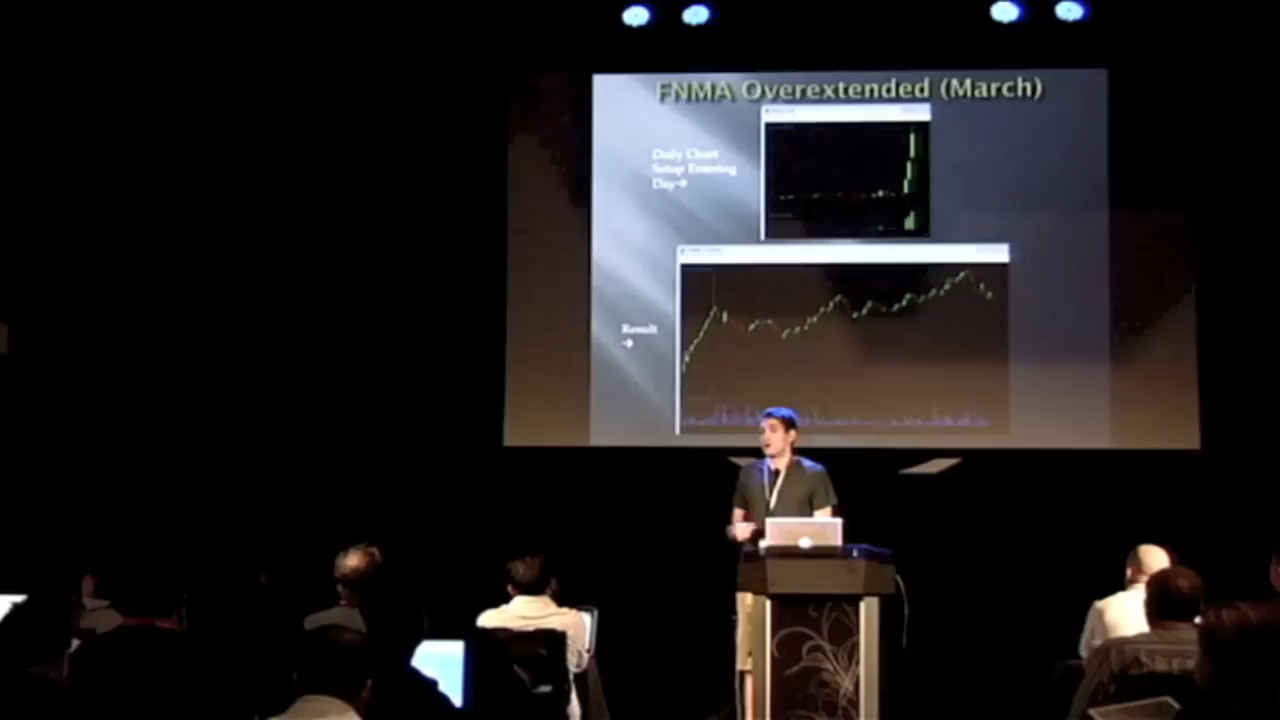 FNMA Overextended (March)
Daily Chart
Setup Entering
Day→
Result
→